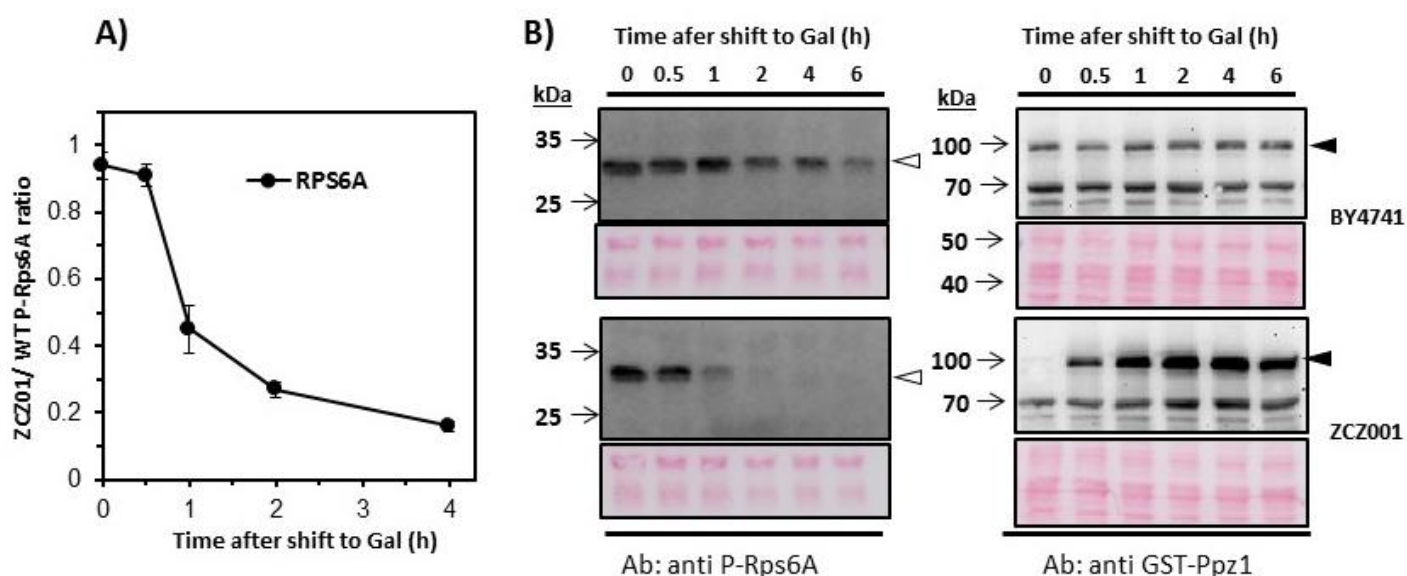 A)
ZCZ01/ WT P-Rps6A ratio
1
0.8
0.6
0.4
0.2
0
RPS6A
0 1 2 3 4
Time after shift to Gal (h)
B)
Time afer shift to Gal (h)
0 0.5 1 2 4 6
kDa
35
25
35
25
Ab: anti P-Rps6A
Time afer shift to Gal (h)
0 0.5 1 2 4 6
kDa
100
70
BY4741
50
40
100
70
ZCZ001
Ab: anti GST-Ppz1